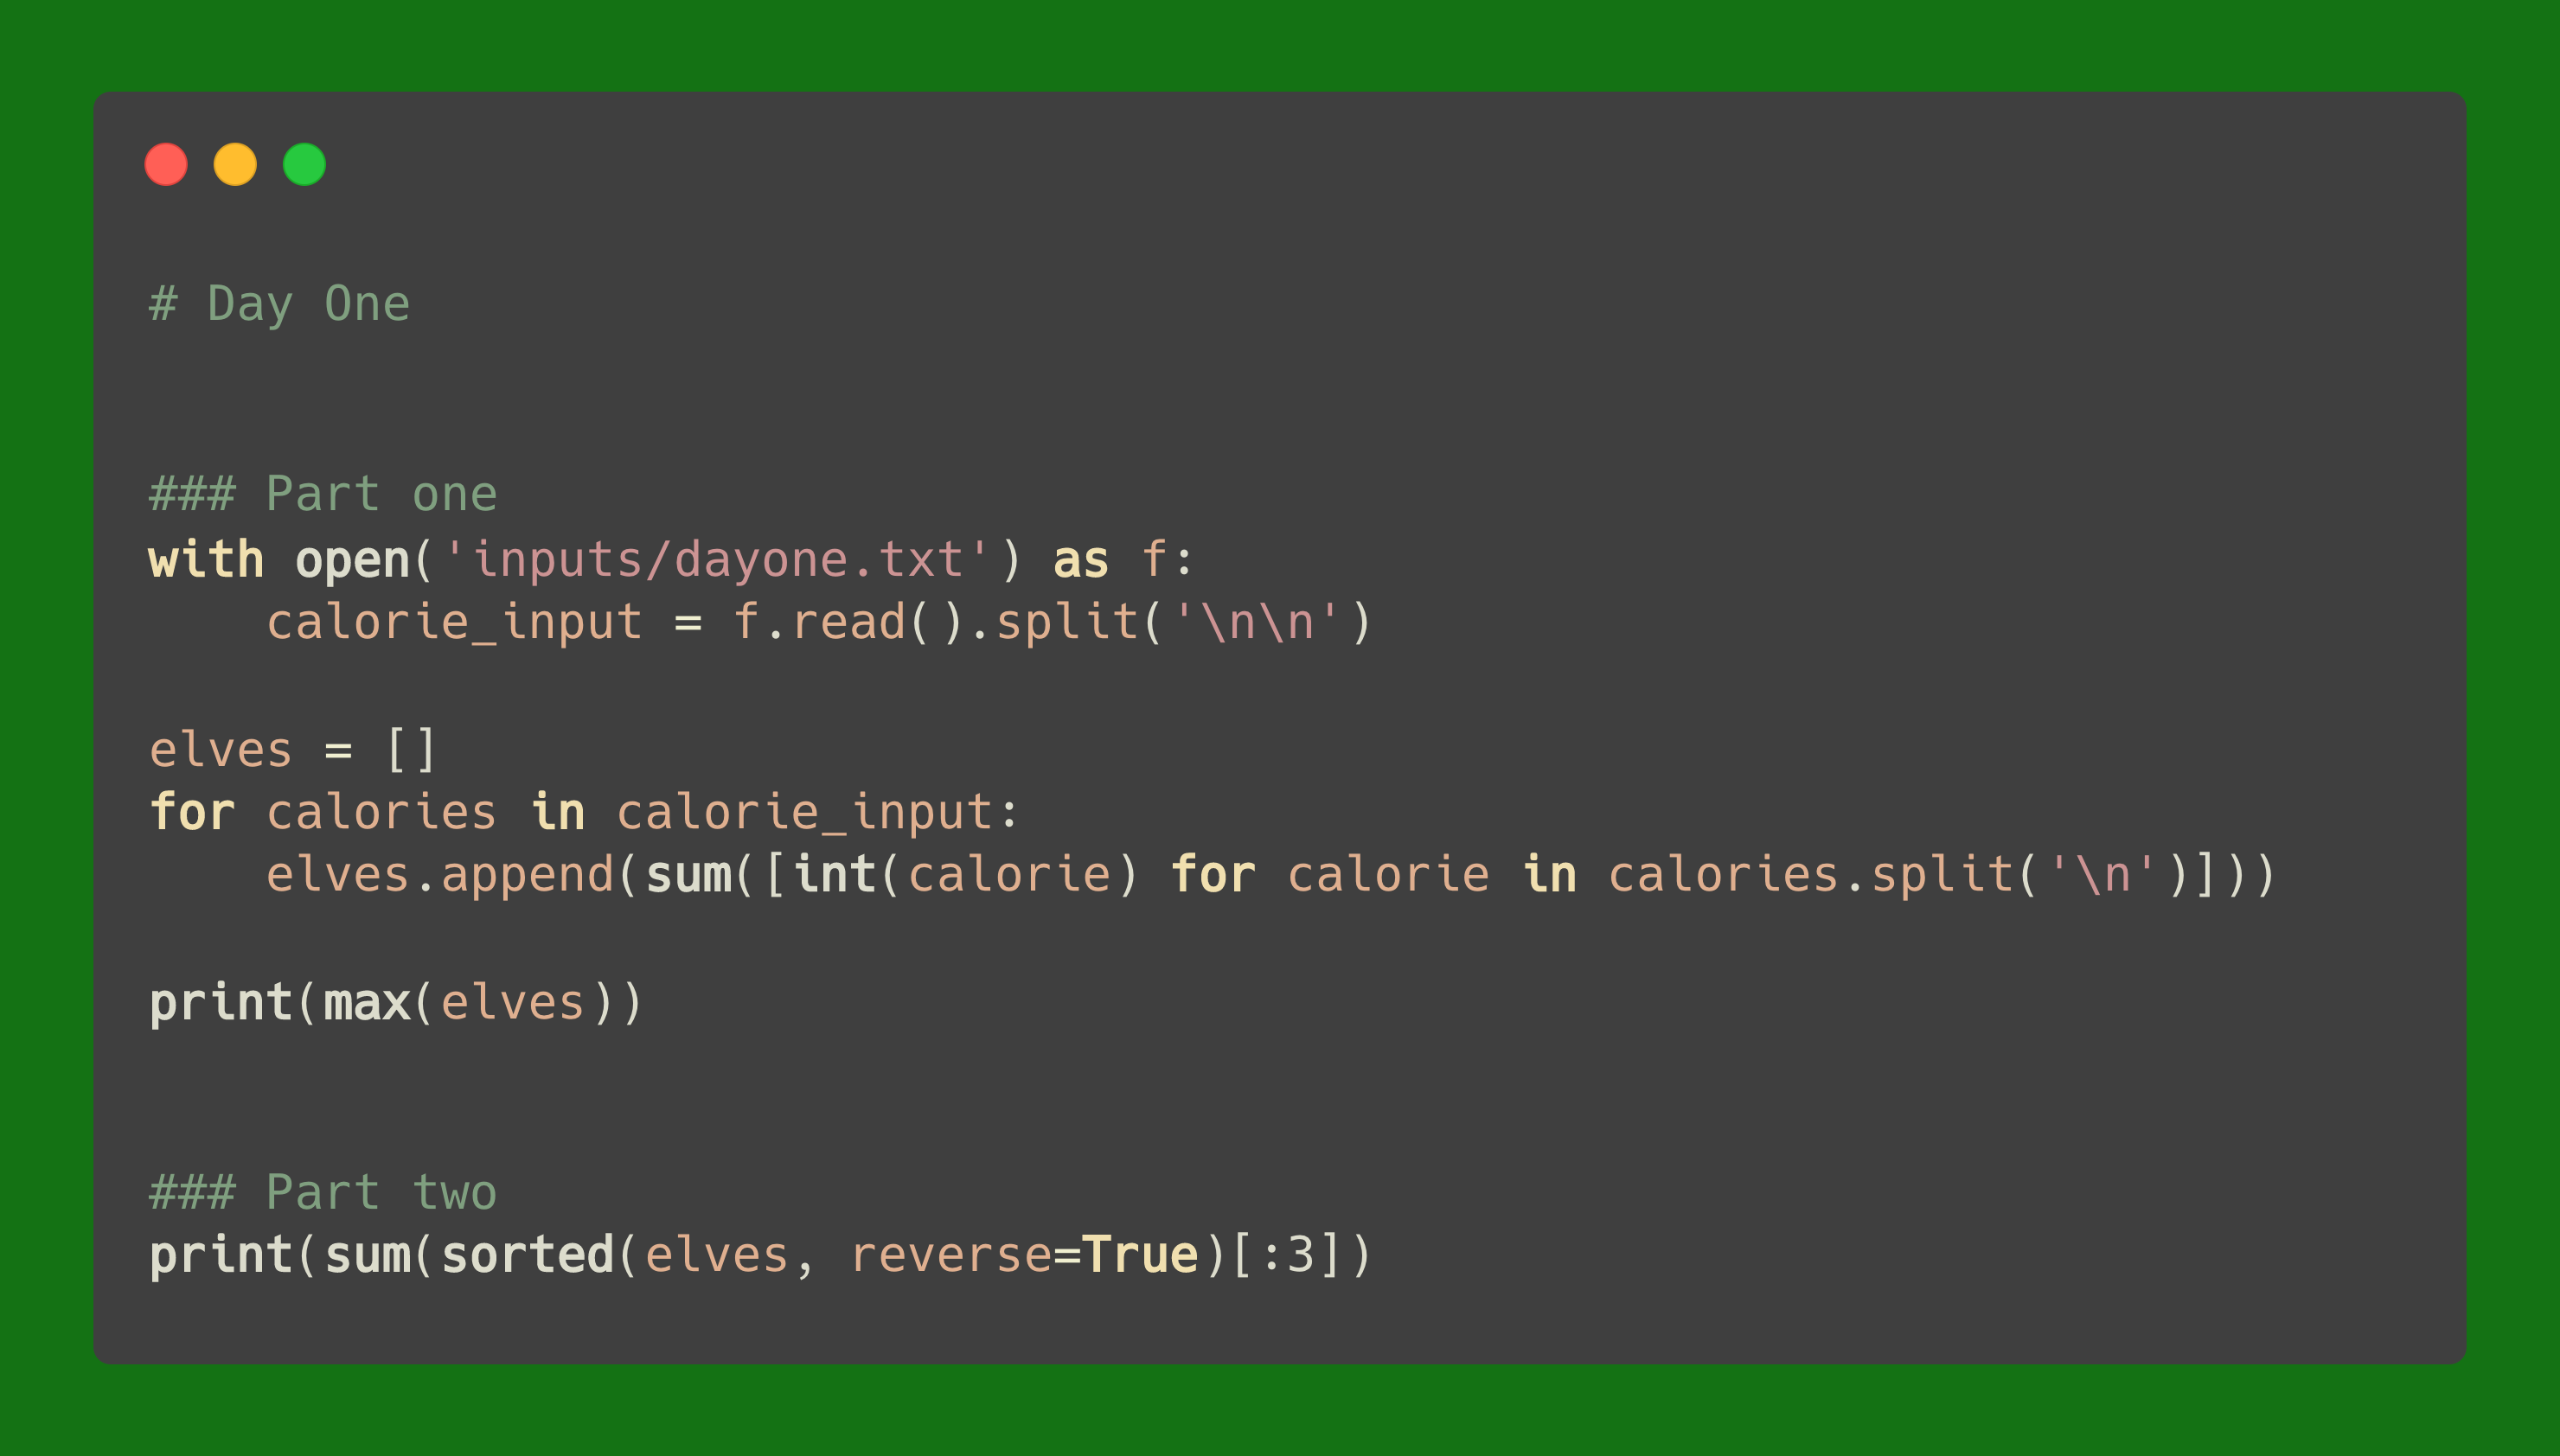 # Day One
### Part one
with open('inputs/dayone.txt') as f:
    calorie_input = f.read().split('\n\n')
elves = []
for calories in calorie_input:
    elves.append(sum([int(calorie) for calorie in calories.split('\n')]))
print(max(elves))
### Part two
print(sum(sorted(elves, reverse=True)[:3])